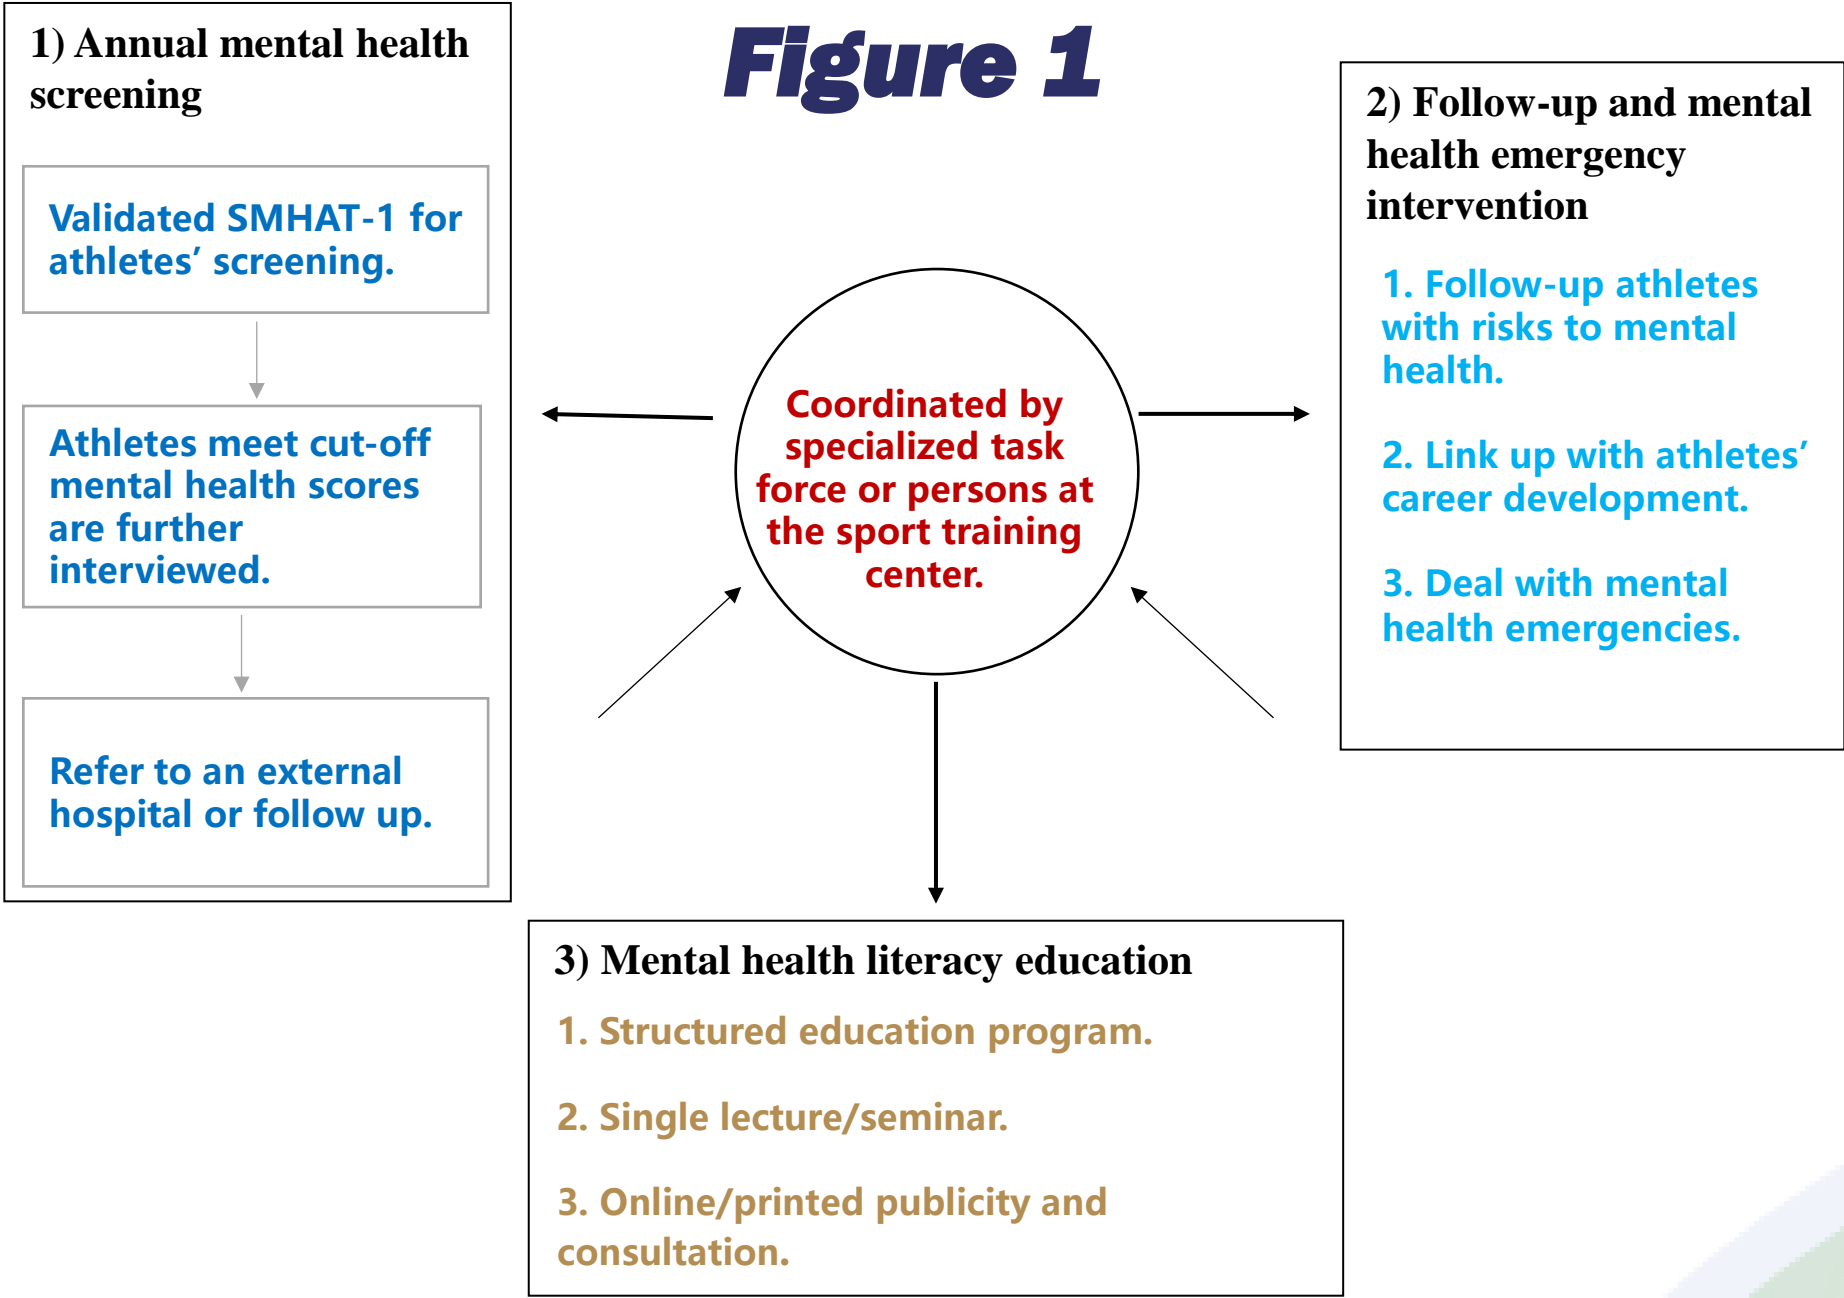 Figure 1
1) Annual mental health
screening
Validated SMHAT-1 for
athletes’ screening.
Athletes meet cut-off
mental health scores
are further
interviewed.
Refer to an external
hospital or follow up.
Coordinated by
specialized task
force or persons at
the sport training
center.
2) Follow-up and mental
health emergency
intervention
1. Follow-up athletes
with risks to mental
health.
2. Link up with athletes’
career development.
3. Deal with mental
health emergencies.
3) Mental health literacy education
1. Structured education program.
2. Single lecture/seminar.
3. Online/printed publicity and
consultation.